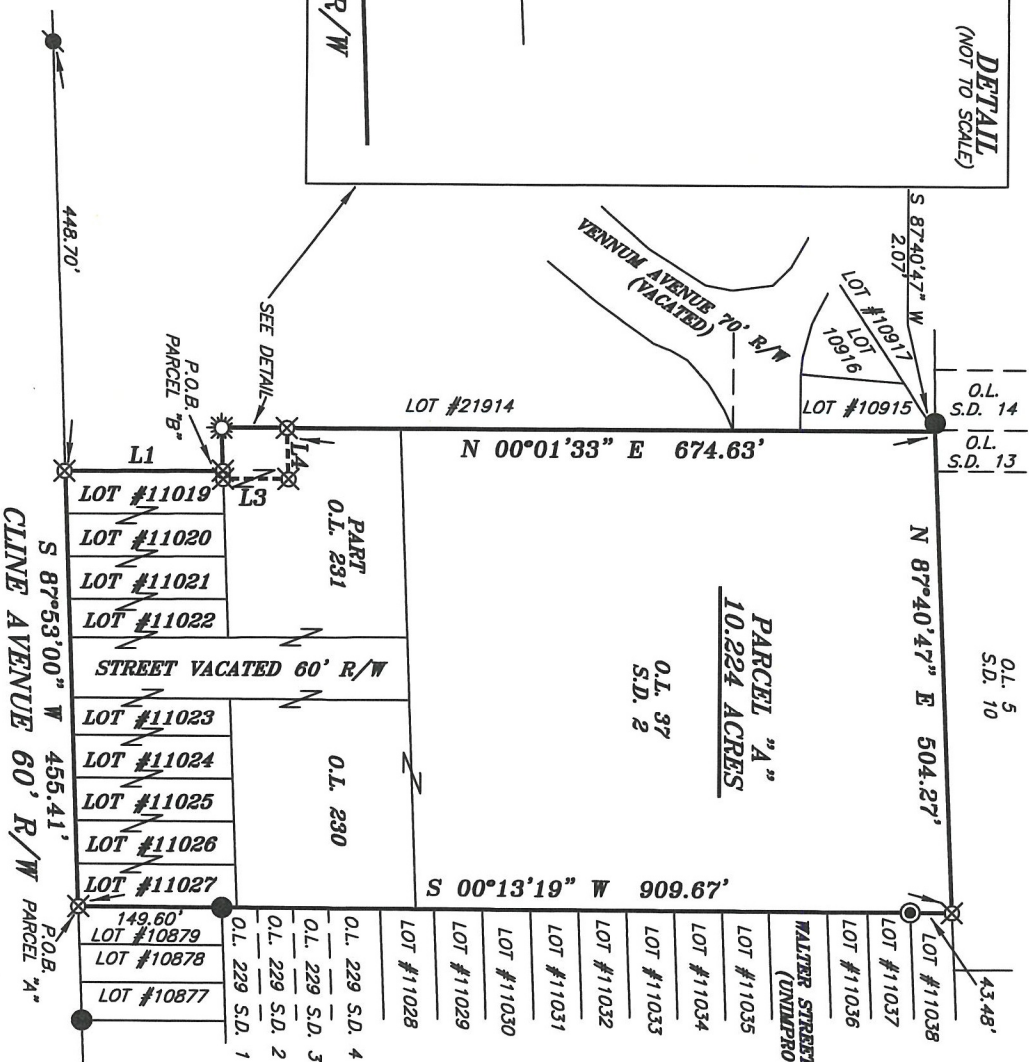 R/W
DETAIL
(NOT TO SCALE)
S 87°40'47" W
2.07'
LOT #10917
LOT
10916
LOT #10915
VENNUM AVENUE 70' R/W
(VACATED)
O.L.
S.D. 14
O.L.
S.D. 13
O.L. 5
S.D. 10
448.70'
SEE DETAIL
P.O.B.
PARCEL "B"
LOT #21914
N 00°01'33" E 674.63'
N 87°40'47" E 504.27'
L1
L3
L4
PART
O.L. 231
PARCEL "A"
10.224 ACRES
O.L. 37
S.D. 2
LOT #11019
LOT #11020
LOT #11021
LOT #11022
STREET VACATED 60' R/W
LOT #11023
LOT #11024
LOT #11025
LOT #11026
LOT #11027
O.L. 230
S 87°53'00" W 455.41'
CLINE AVENUE 60' R/W
P.O.B.
PARCEL "A"
S 00°13'19" W 909.67'
43.48'
149.60'
LOT #10879
LOT #10878
LOT #10877
O.L. 229 S.D. 1
O.L. 229 S.D. 2
O.L. 229 S.D. 3
O.L. 229 S.D. 4
LOT #11028
LOT #11029
LOT #11030
LOT #11031
LOT #11032
LOT #11033
LOT #11034
LOT #11035
WALTER STREET
(UNIMPRO
LOT #11036
LOT #11037
LOT #11038